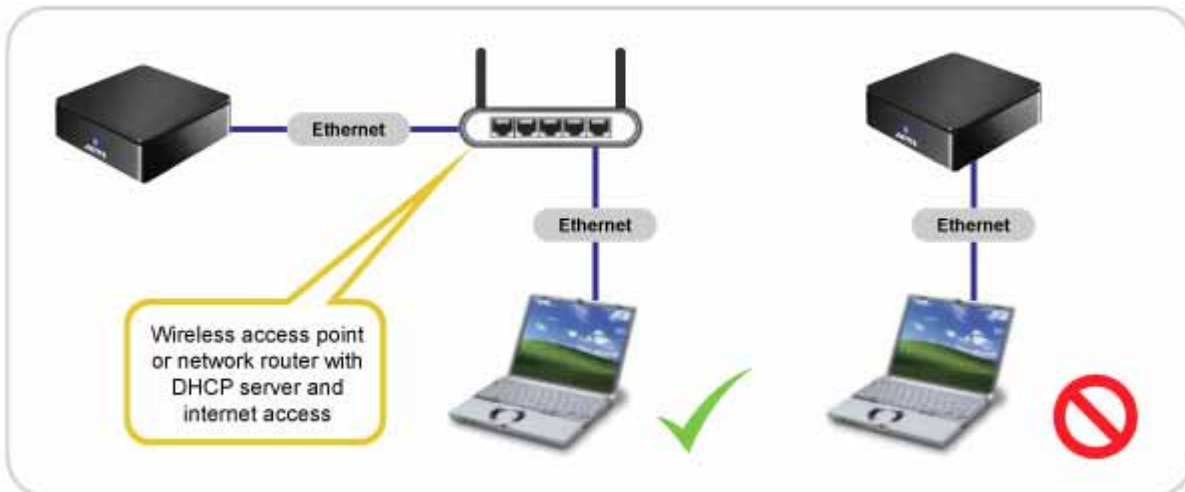 Ethernet
Ethernet
Ethernet
Wireless access point
or network router with
DHCP server and
internet access